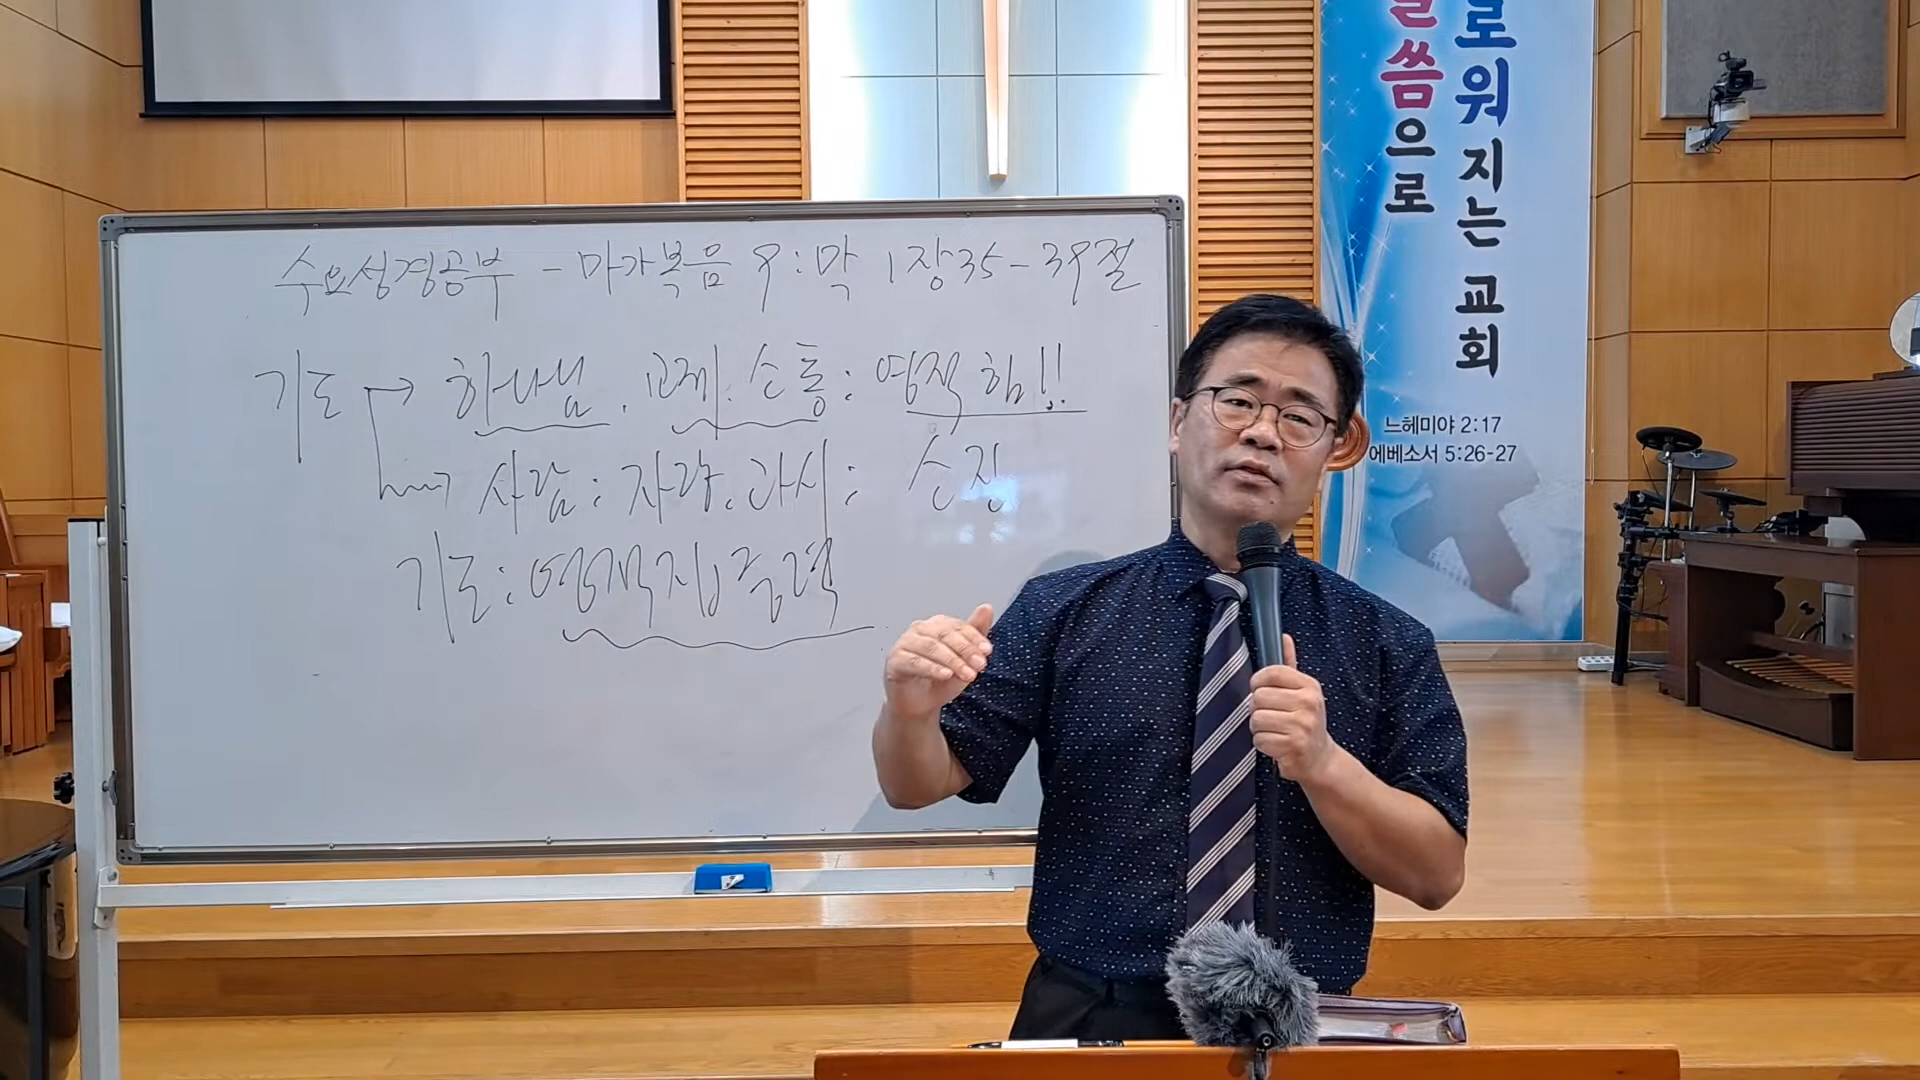 수요성경공부 - 마가복음 9 : 막 1장35-39절
기도 → 하나님. 교제. 소통 : 영적 힘!!
→ 사람 : 자랑. 과시 : 손진
기도 : 영적집중력
말씀으로
로워지는 교회
느헤미야 2:17
에베소서 5:26-27